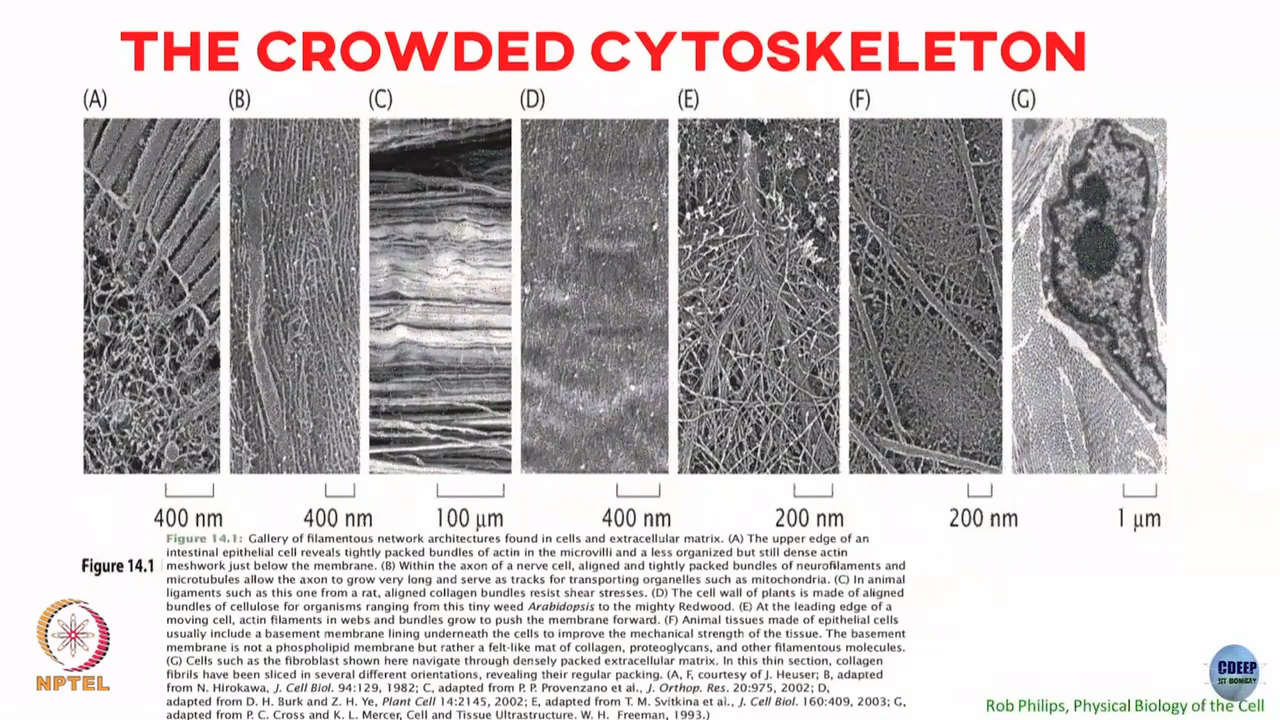 THE CROWDED CYTOSKELETON
(A) (B) (C) (D) (E) (F) (G)
400 nm 400 nm 100 µm 400 nm 200 nm 200 nm 1 µm
Figure 14.1
Figure 14.1: Gallery of filamentous network architectures found in cells and extracellular matrix. (A) The upper edge of an
intestinal epithelial cell reveals tightly packed bundles of actin in the microvilli and a less organized but still dense actin
meshwork just below the membrane. (B) Within the axon of a nerve cell, aligned and tightly packed bundles of neurofilaments and
microtubules allow the axon to grow very long and serve as tracks for transporting organelles such as mitochondria. (C) In animal
ligaments such as this one from a rat, aligned collagen bundles resist shear stresses. (D) The cell wall of plants is made of aligned
bundles of cellulose for organisms ranging from this tiny weed Arabidopsis to the mighty Redwood. (E) At the leading edge of a
moving cell, actin filaments in webs and bundles grow to push the membrane forward. (F) Animal tissues made of epithelial cells
usually include a basement membrane lining underneath the cells to improve the mechanical strength of the tissue. The basement
membrane is not a phospholipid membrane but rather a felt-like mat of collagen, proteoglycans, and other filamentous molecules.
(G) Cells such as the fibroblast shown here navigate through densely packed extracellular matrix. In this thin section, collagen
fibrils have been sliced in several different orientations, revealing their regular packing. (A, F, courtesy of J. Heuser; B, adapted
from N. Hirokawa, J. Cell Biol. 94:129, 1982; C, adapted from P. P. Provenzano et al., J. Orthop. Res. 20:975, 2002; D,
adapted from D. H. Burk and Z. H. Ye, Plant Cell 14:2145, 2002; E, adapted from T. M. Svitkina et al., J. Cell Biol. 160:409, 2003; G,
adapted from P. C. Cross and K. L. Mercer, Cell and Tissue Ultrastructure. W. H. Freeman, 1993.)
NPTEL
CDEEP
IIT BOMBAY
Rob Philips, Physical Biology of the Cell